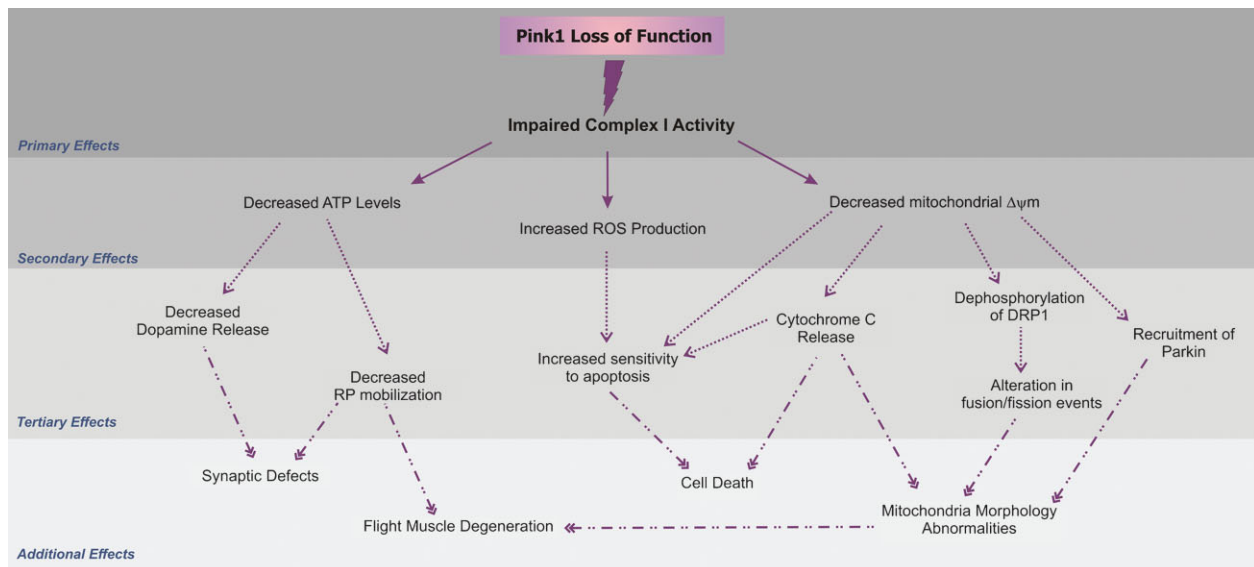 Pink1 Loss of Function
Impaired Complex I Activity
Primary Effects
Decreased ATP Levels
Increased ROS Production
Decreased mitochondrial Δψm
Secondary Effects
Decreased
Dopamine Release
Decreased
RP mobilization
Increased sensitivity
to apoptosis
Cytochrome C
Release
Dephosphorylation
of DRP1
Alteration in
fusion/fission events
Recruitment of
Parkin
Tertiary Effects
Synaptic Defects
Flight Muscle Degeneration
Cell Death
Mitochondria Morphology
Abnormalities
Additional Effects